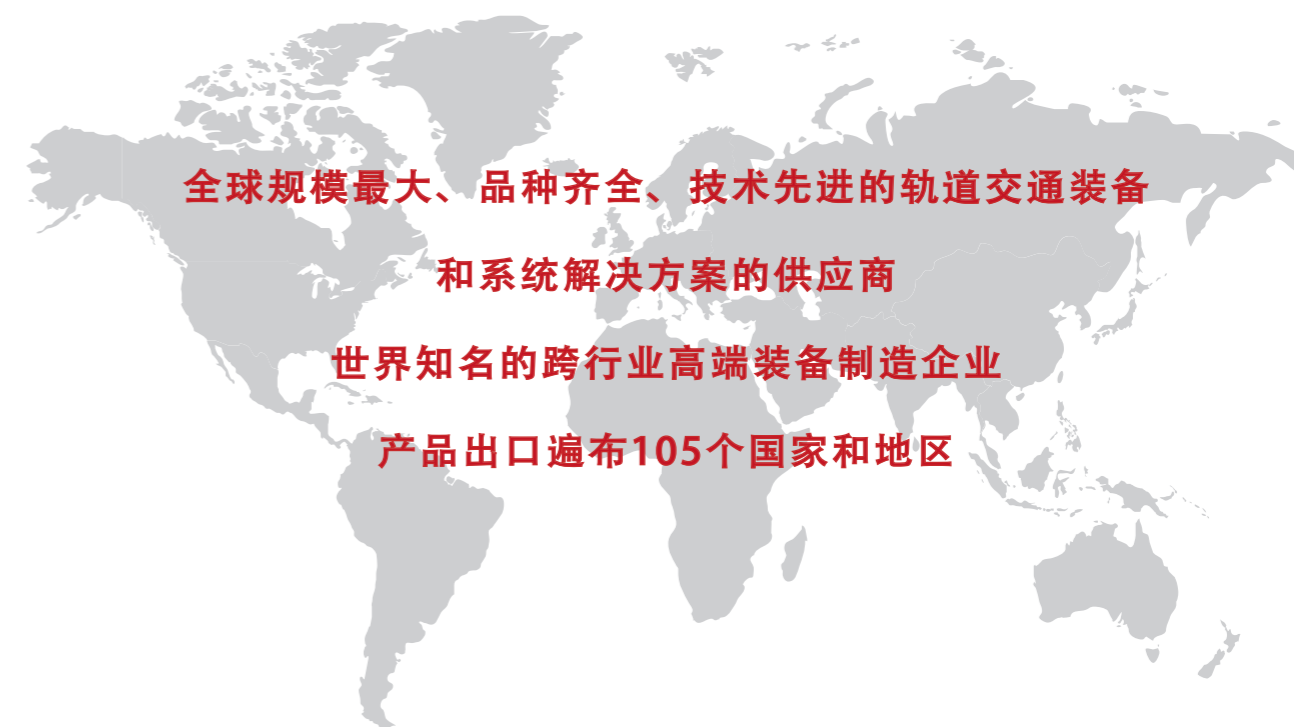 全球规模最大、品种齐全、技术先进的轨道交通装备
和系统解决方案的供应商
世界知名的跨行业高端装备制造企业
产品出口遍布105个国家和地区